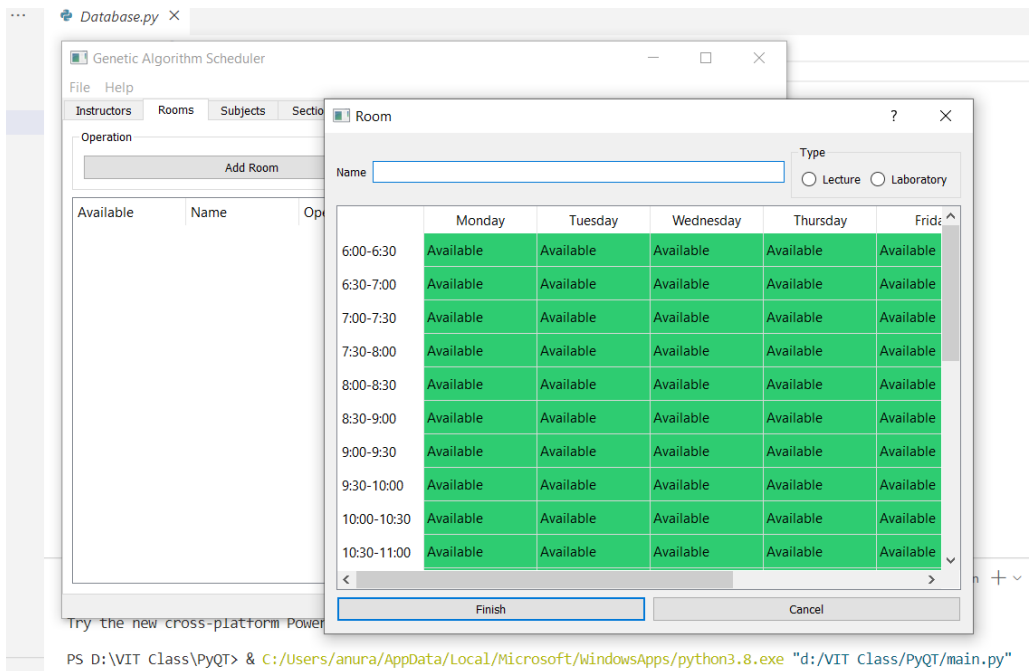 Database.py
Genetic Algorithm Scheduler
File Help
Instructors Rooms Subjects Sectio
Operation
Add Room
Available Name Ope
Room
?
Name
Type
Lecture Laboratory
Monday Tuesday Wednesday Thursday Frida
6:00-6:30 Available Available Available Available Available
6:30-7:00 Available Available Available Available Available
7:00-7:30 Available Available Available Available Available
7:30-8:00 Available Available Available Available Available
8:00-8:30 Available Available Available Available Available
8:30-9:00 Available Available Available Available Available
9:00-9:30 Available Available Available Available Available
9:30-10:00 Available Available Available Available Available
10:00-10:30 Available Available Available Available Available
10:30-11:00 Available Available Available Available Available
Finish Cancel
n
Try the new cross-platform Power
PS D:\VIT Class\PyQT> & C:/Users/anura/AppData/Local/Microsoft/WindowsApps/python3.8.exe "d:/VIT Class/PyQT/main.py"